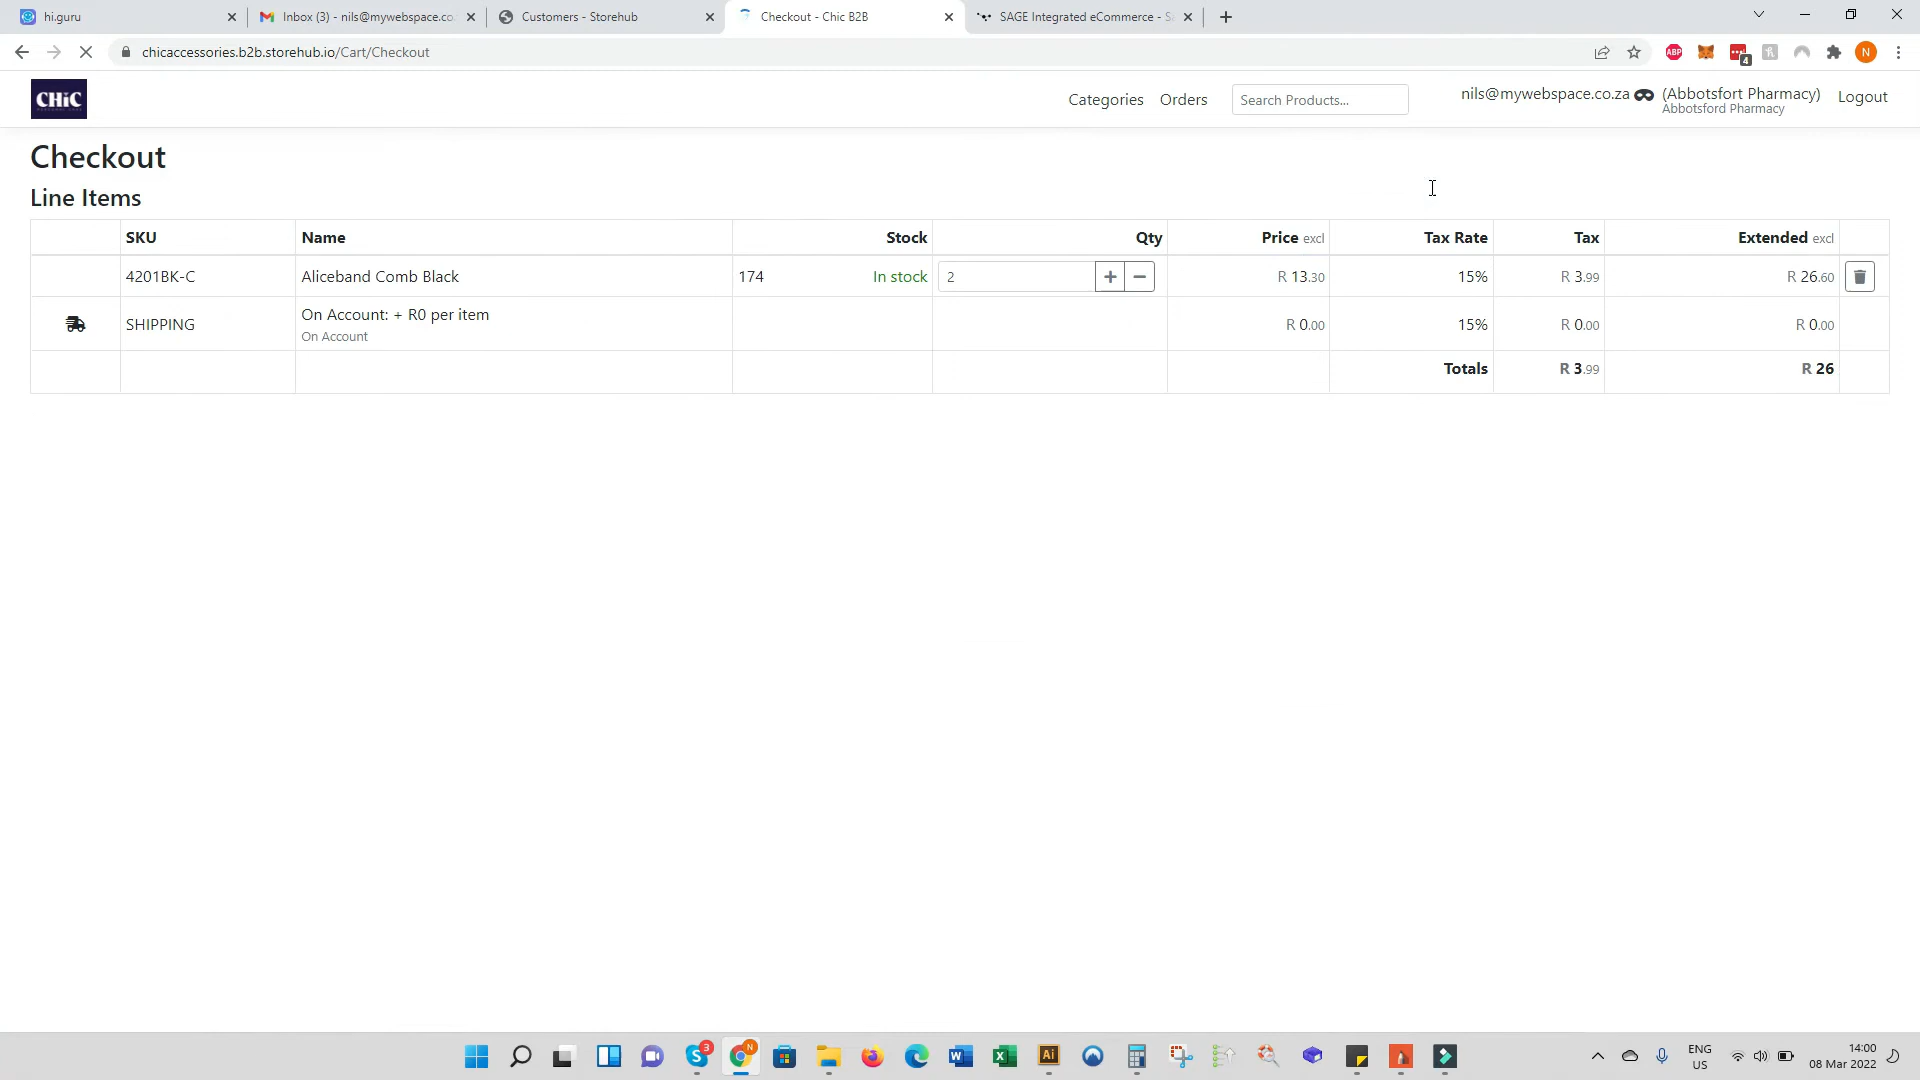 hi.guru
Inbox (3) - nils@mywebspace.co
Customers - Storehub
Checkout - Chic B2B
SAGE Integrated eCommerce - S
chicaccessories.b2b.storehub.io/Cart/Checkout
ABP
4
N
CHiC
Categories
Orders
Search Products...
nils@mywebspace.co.za
(Abbotsfort Pharmacy)
Abbotsford Pharmacy
Logout
Checkout
Line Items
SKU Name Stock Qty Price excl Tax Rate Tax Extended excl
4201BK-C Aliceband Comb Black 174 In stock 2 R 13.30 15% R 3.99 R 26.60
SHIPPING On Account: + R0 per item R 0.00 15% R 0.00 R 0.00
On Account
Totals R 3.99 R 26
S 3
N
W
X
Ai
ENG
US
14:00
08 Mar 2022